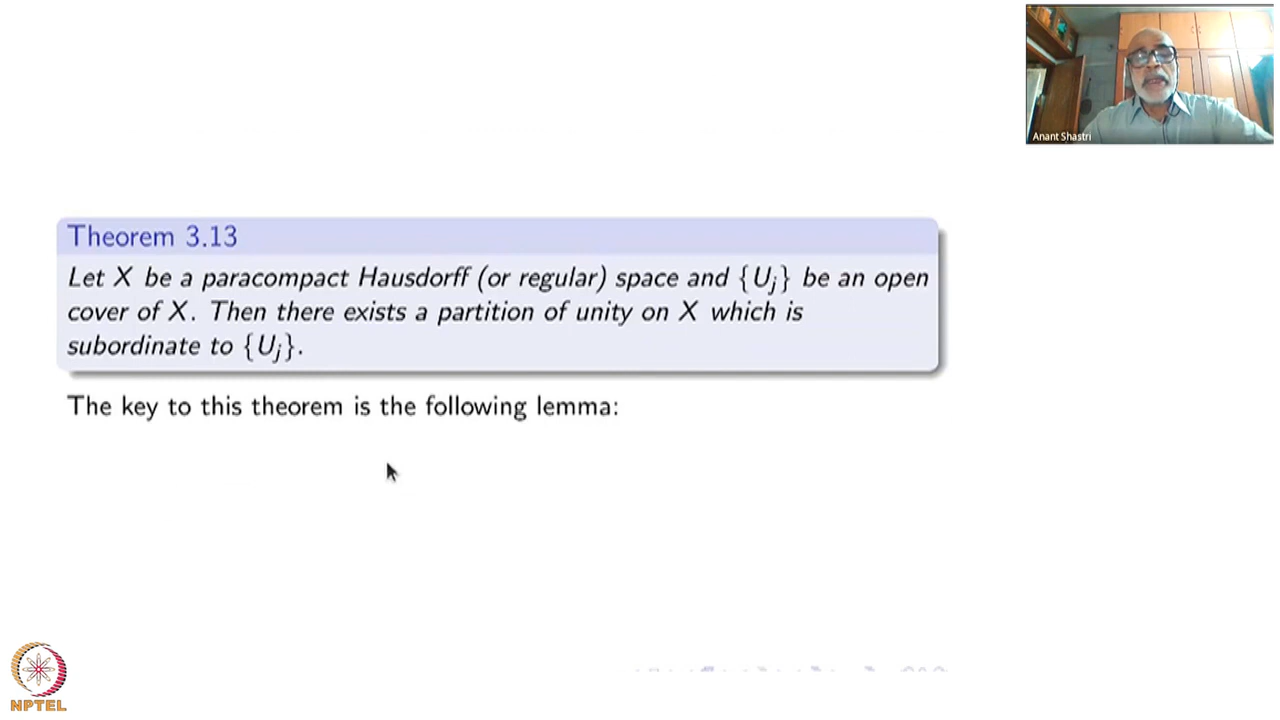 Anant Shastri
Theorem 3.13
Let X be a paracompact Hausdorff (or regular) space and {U_j} be an open
cover of X. Then there exists a partition of unity on X which is
subordinate to {U_j}.
The key to this theorem is the following lemma:
NPTEL